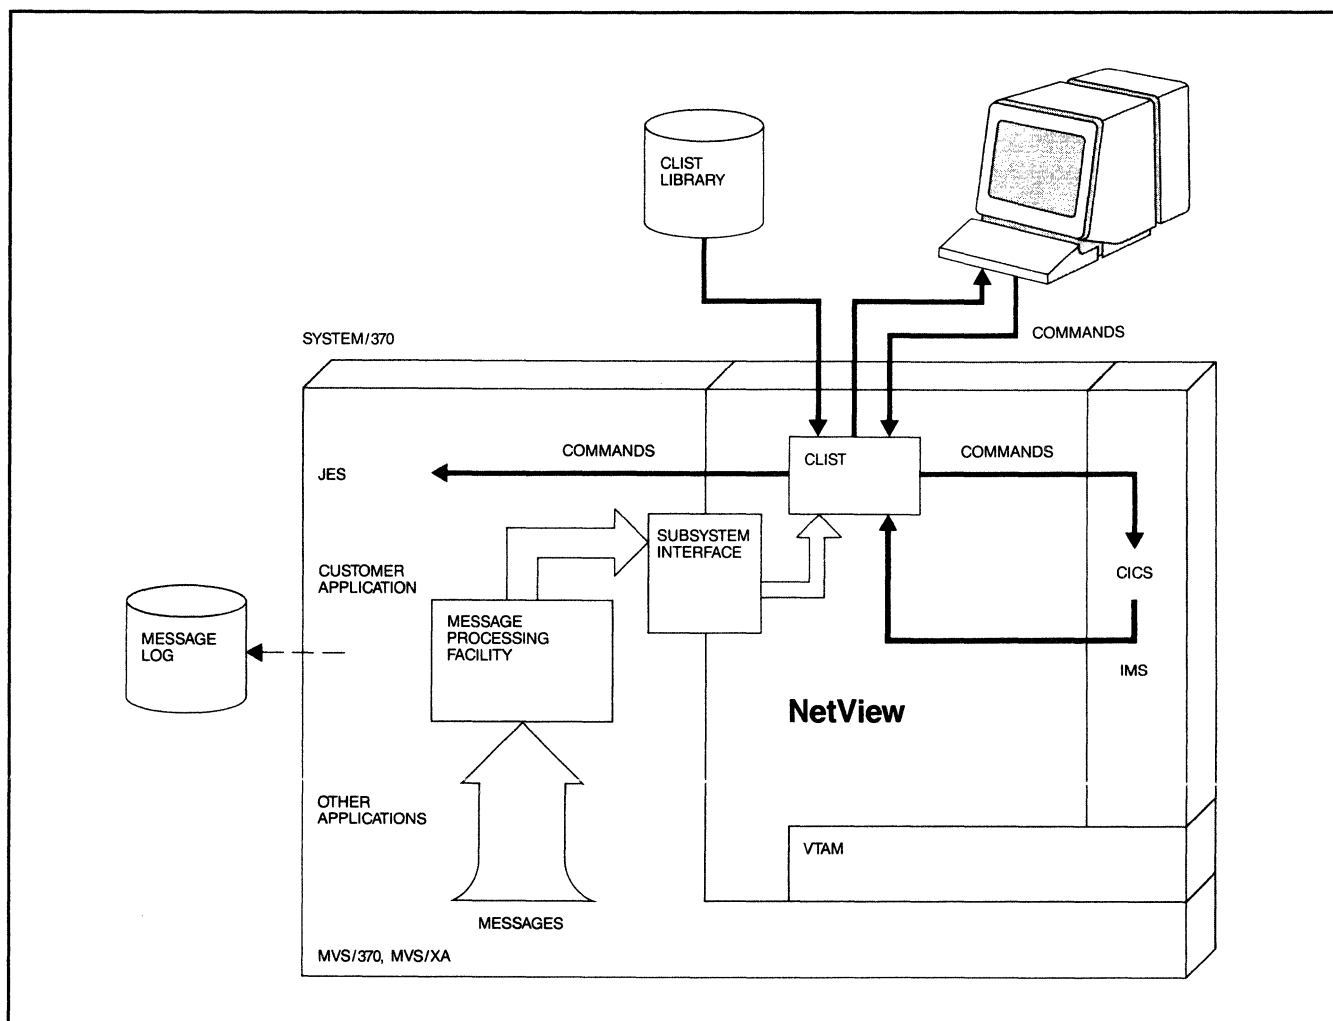 CLIST
LIBRARY
COMMANDS
SYSTEM/370
COMMANDS
CLIST
COMMANDS
JES
SUBSYSTEM
INTERFACE
CUSTOMER
APPLICATION
CICS
MESSAGE
PROCESSING
FACILITY
MESSAGE
LOG
IMS
NetView
OTHER
APPLICATIONS
VTAM
MESSAGES
MVS/370, MVS/XA